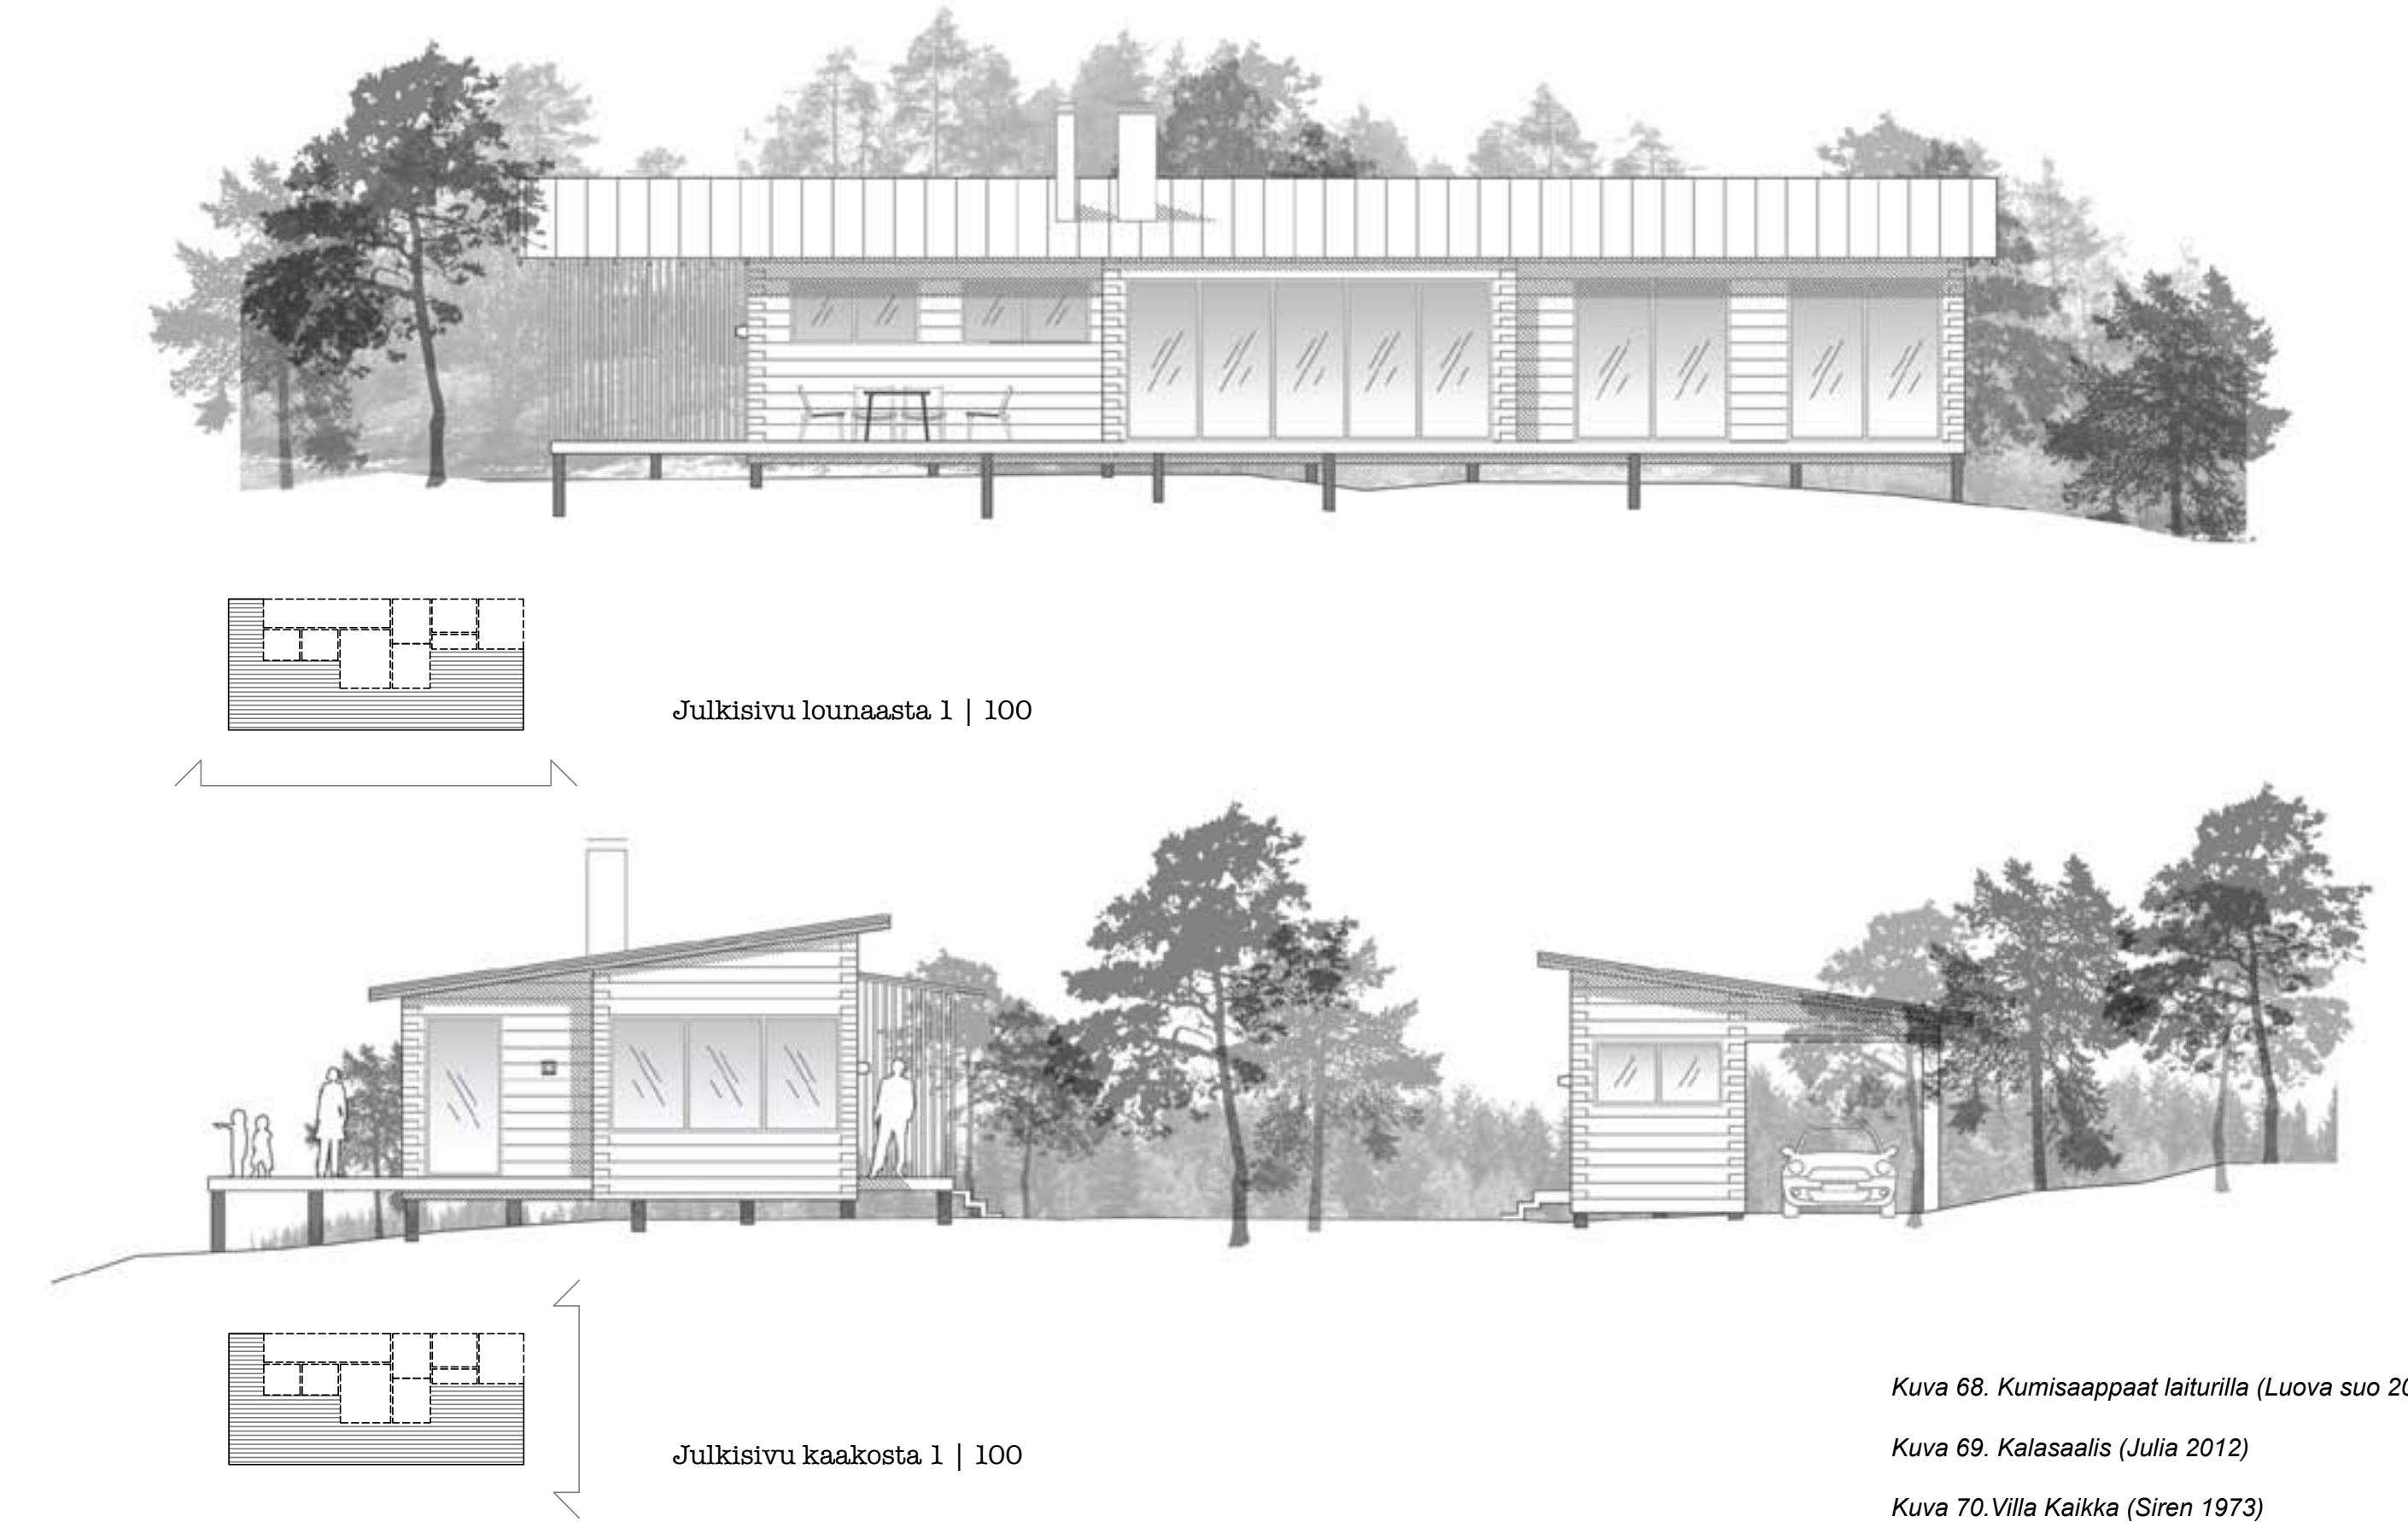 Julkisivu lounaasta 1 | 100
Julkisivu kaakosta 1 | 100
Kuva 68. Kumisaappaat laiturilla (Luova suo
Kuva 69. Kalasaalis (Julia 2012)
Kuva 70.Villa Kaikka (Siren 1973)